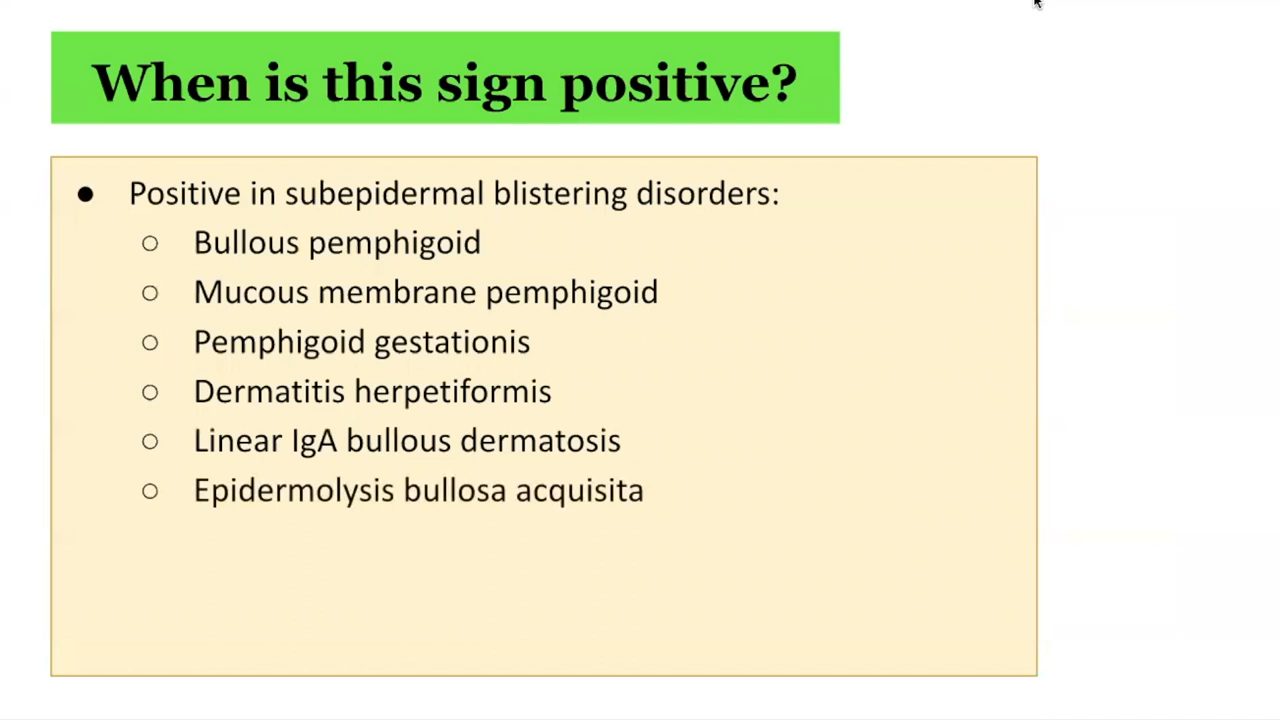 When is this sign positive?
● Positive in subepidermal blistering disorders:
○ Bullous pemphigoid
○ Mucous membrane pemphigoid
○ Pemphigoid gestationis
○ Dermatitis herpetiformis
○ Linear IgA bullous dermatosis
○ Epidermolysis bullosa acquisita